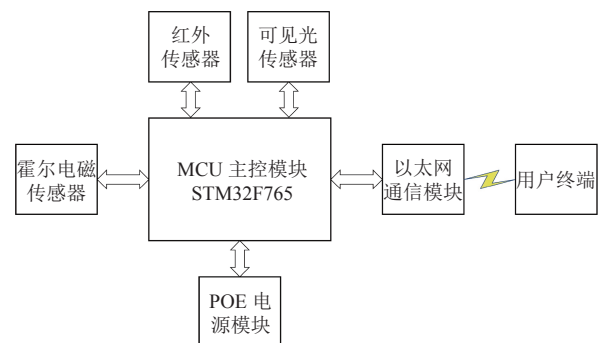 红外
传感器
可见光
传感器
霍尔电磁
传感器
MCU 主控模块
STM32F765
以太网
通信模块
用户终端
POE 电
源模块